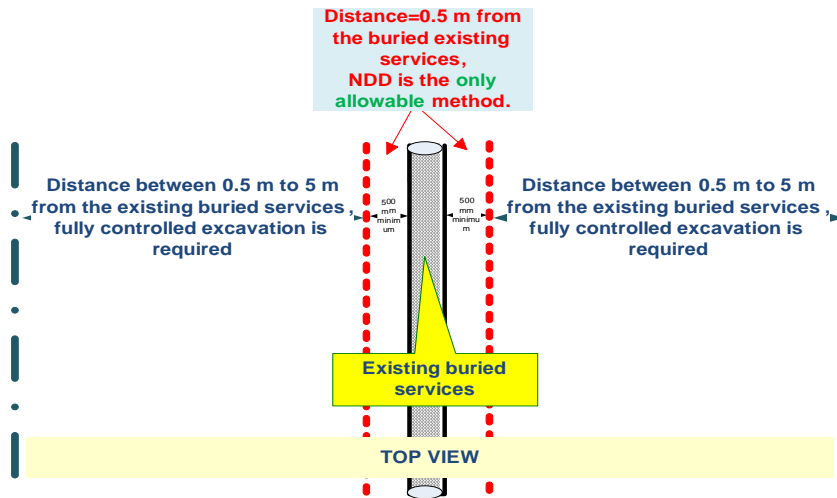 Distance=0.5 m from
the buried existing
services,
NDD is the only
allowable method.
Distance between 0.5 m to 5 m
from the existing buried services ,
fully controlled excavation is
required
500
mm
minim
um
500
mm
minimu
m
Distance between 0.5 m to 5 m
from the existing buried services ,
fully controlled excavation is
required
Existing buried
services
TOP VIEW